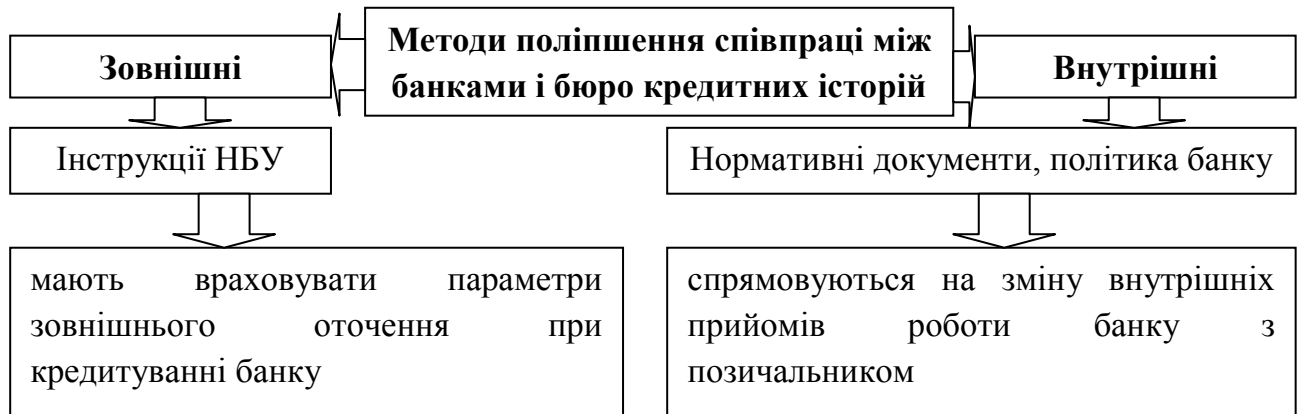 Методи поліпшення співпраці між
банками і бюро кредитних історій
Зовнішні
Внутрішні
Інструкції НБУ
Нормативні документи, політика банку
мають враховувати параметри
зовнішнього оточення при
кредитуванні банку
спрямовуються на зміну внутрішніх
прийомів роботи банку з
позичальником